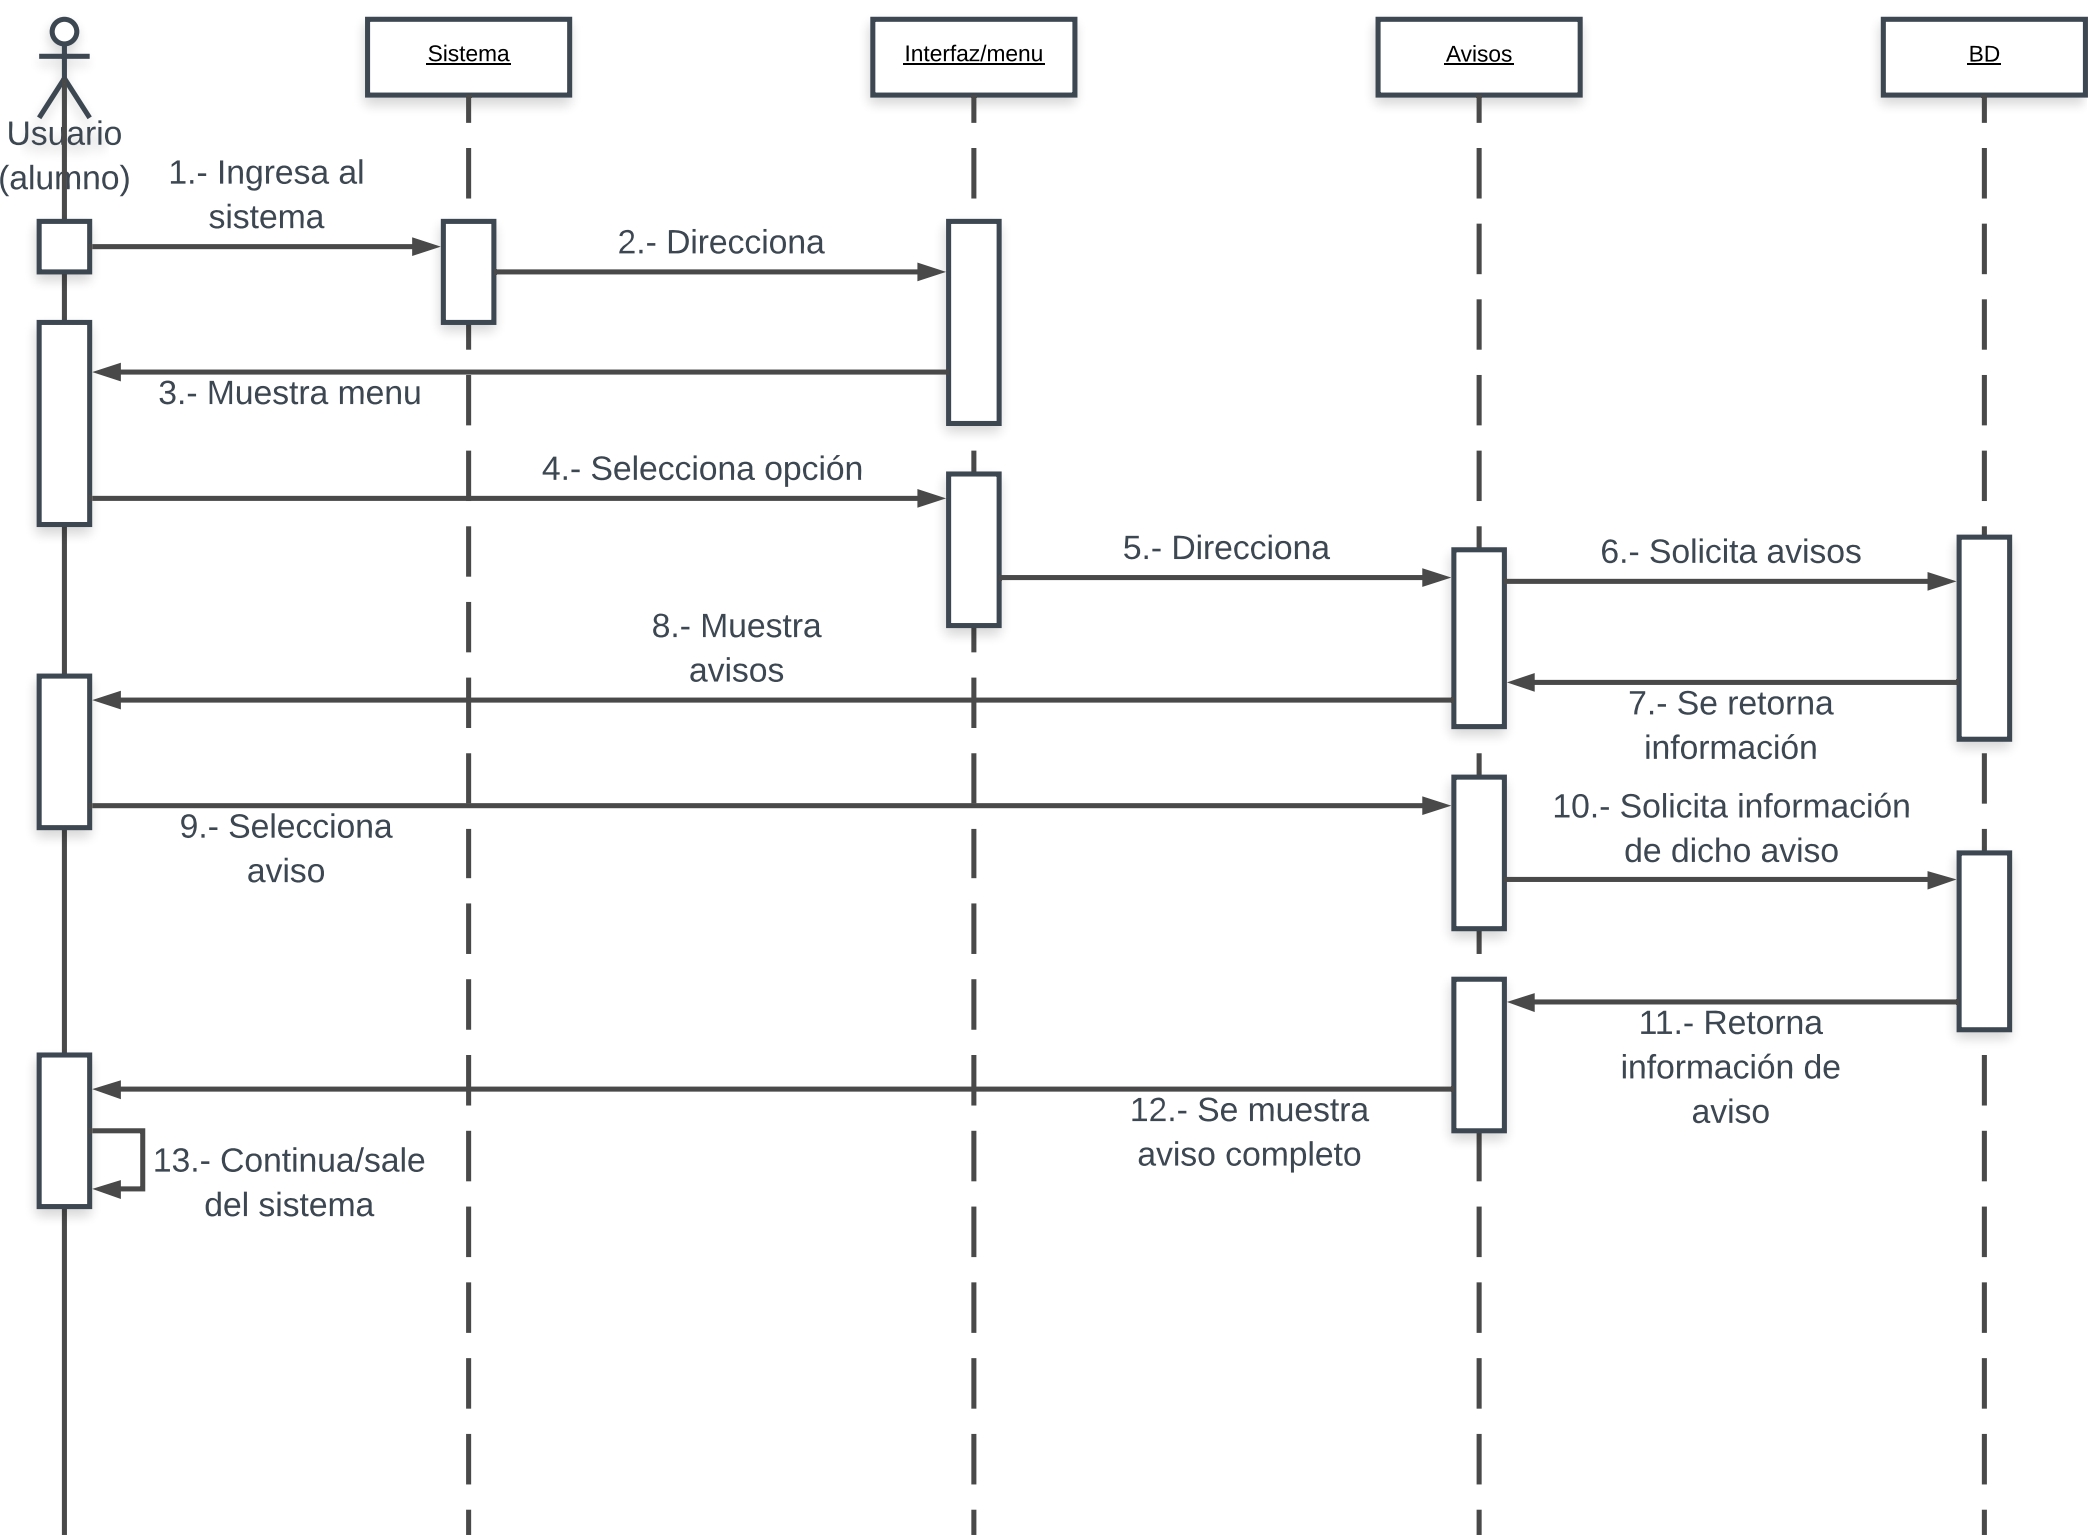 Sistema
Interfaz/menu
Avisos
BD
Usuario
(alumno)
1.- Ingresa al
sistema
2.- Direcciona
3.- Muestra menu
4.- Selecciona opción
5.- Direcciona
6.- Solicita avisos
7.- Se retorna
información
8.- Muestra
avisos
9.- Selecciona
aviso
10.- Solicita información
de dicho aviso
11.- Retorna
información de
aviso
12.- Se muestra
aviso completo
13.- Continua/sale
del sistema